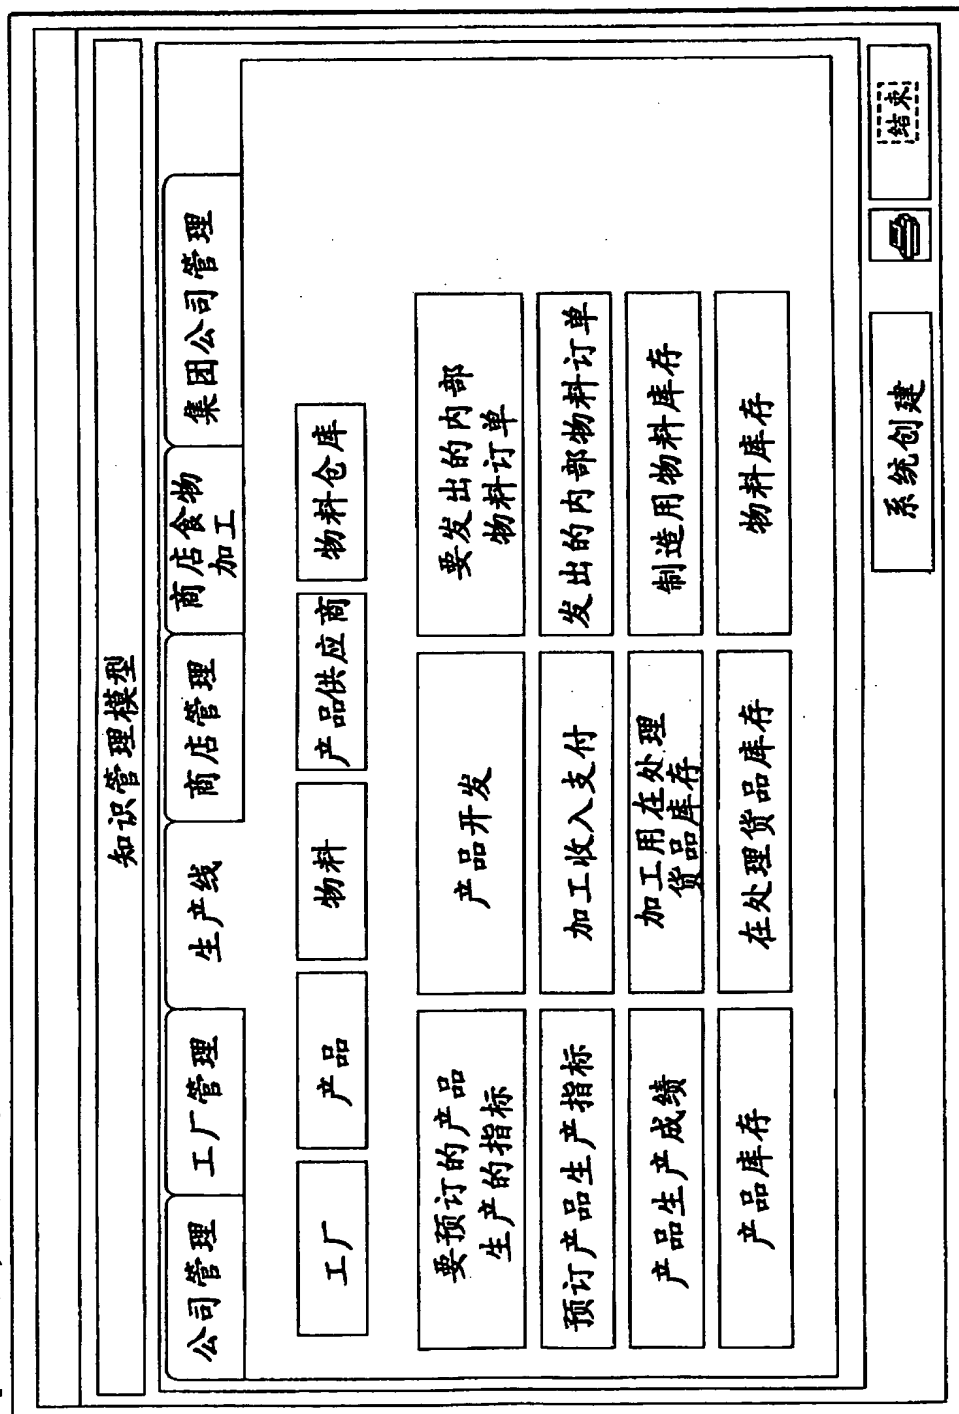 知识管理模型
公司管理
工厂管理
生产线
商店管理
商店食物
加工
集团公司管理
工厂
产品
物料
产品供应商
物料仓库
要预订的产品
生产的指标
产品开发
要发出的内部
物料订单
预订产品生产指标
加工收入支付
发出的内部物料订单
产品生产成绩
加工用在处理
货品库存
制造用物料库存
产品库存
在处理货品库存
物料库存
系统创建
结束